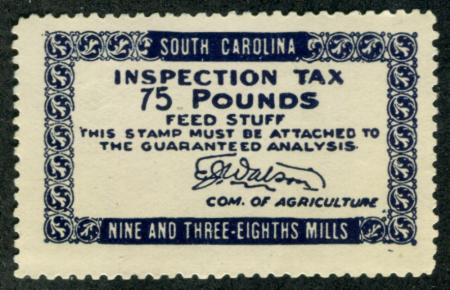 SOUTH CAROLINA
INSPECTION TAX
75 POUNDS
FEED STUFF
THIS STAMP MUST BE ATTACHED TO
THE GUARANTEED ANALYSIS.
E J Watson
COM. OF AGRICULTURE
NINE AND THREE-EIGHTHS MILLS